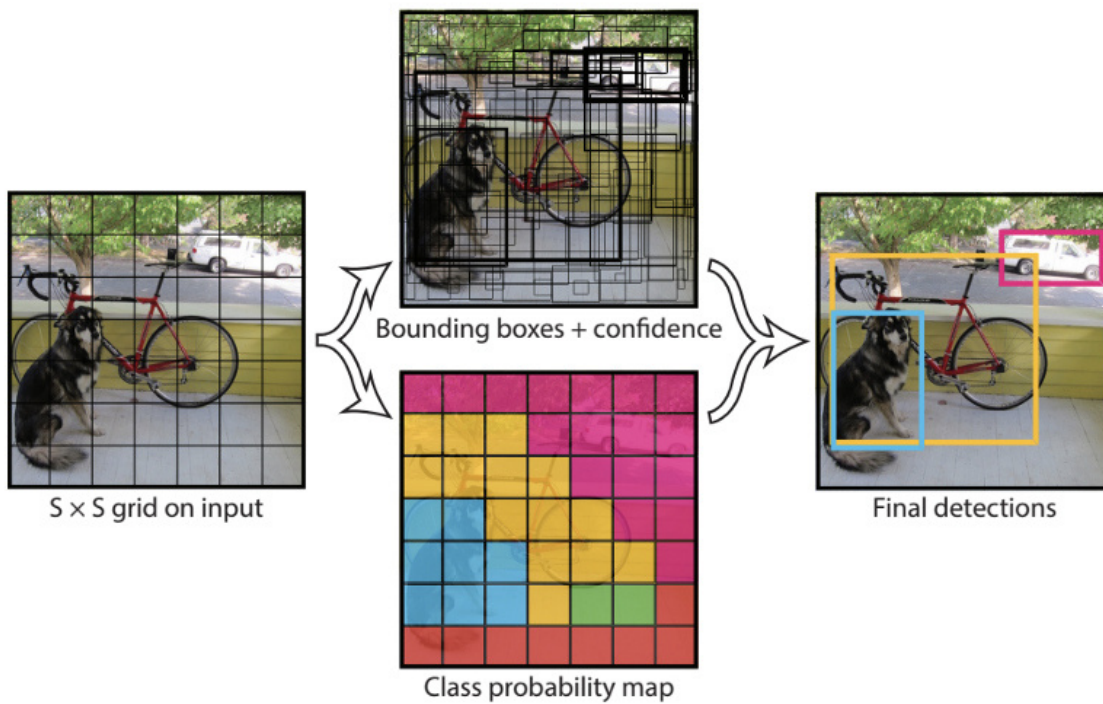 Bounding boxes + confidence
S × S grid on input
Final detections
Class probability map